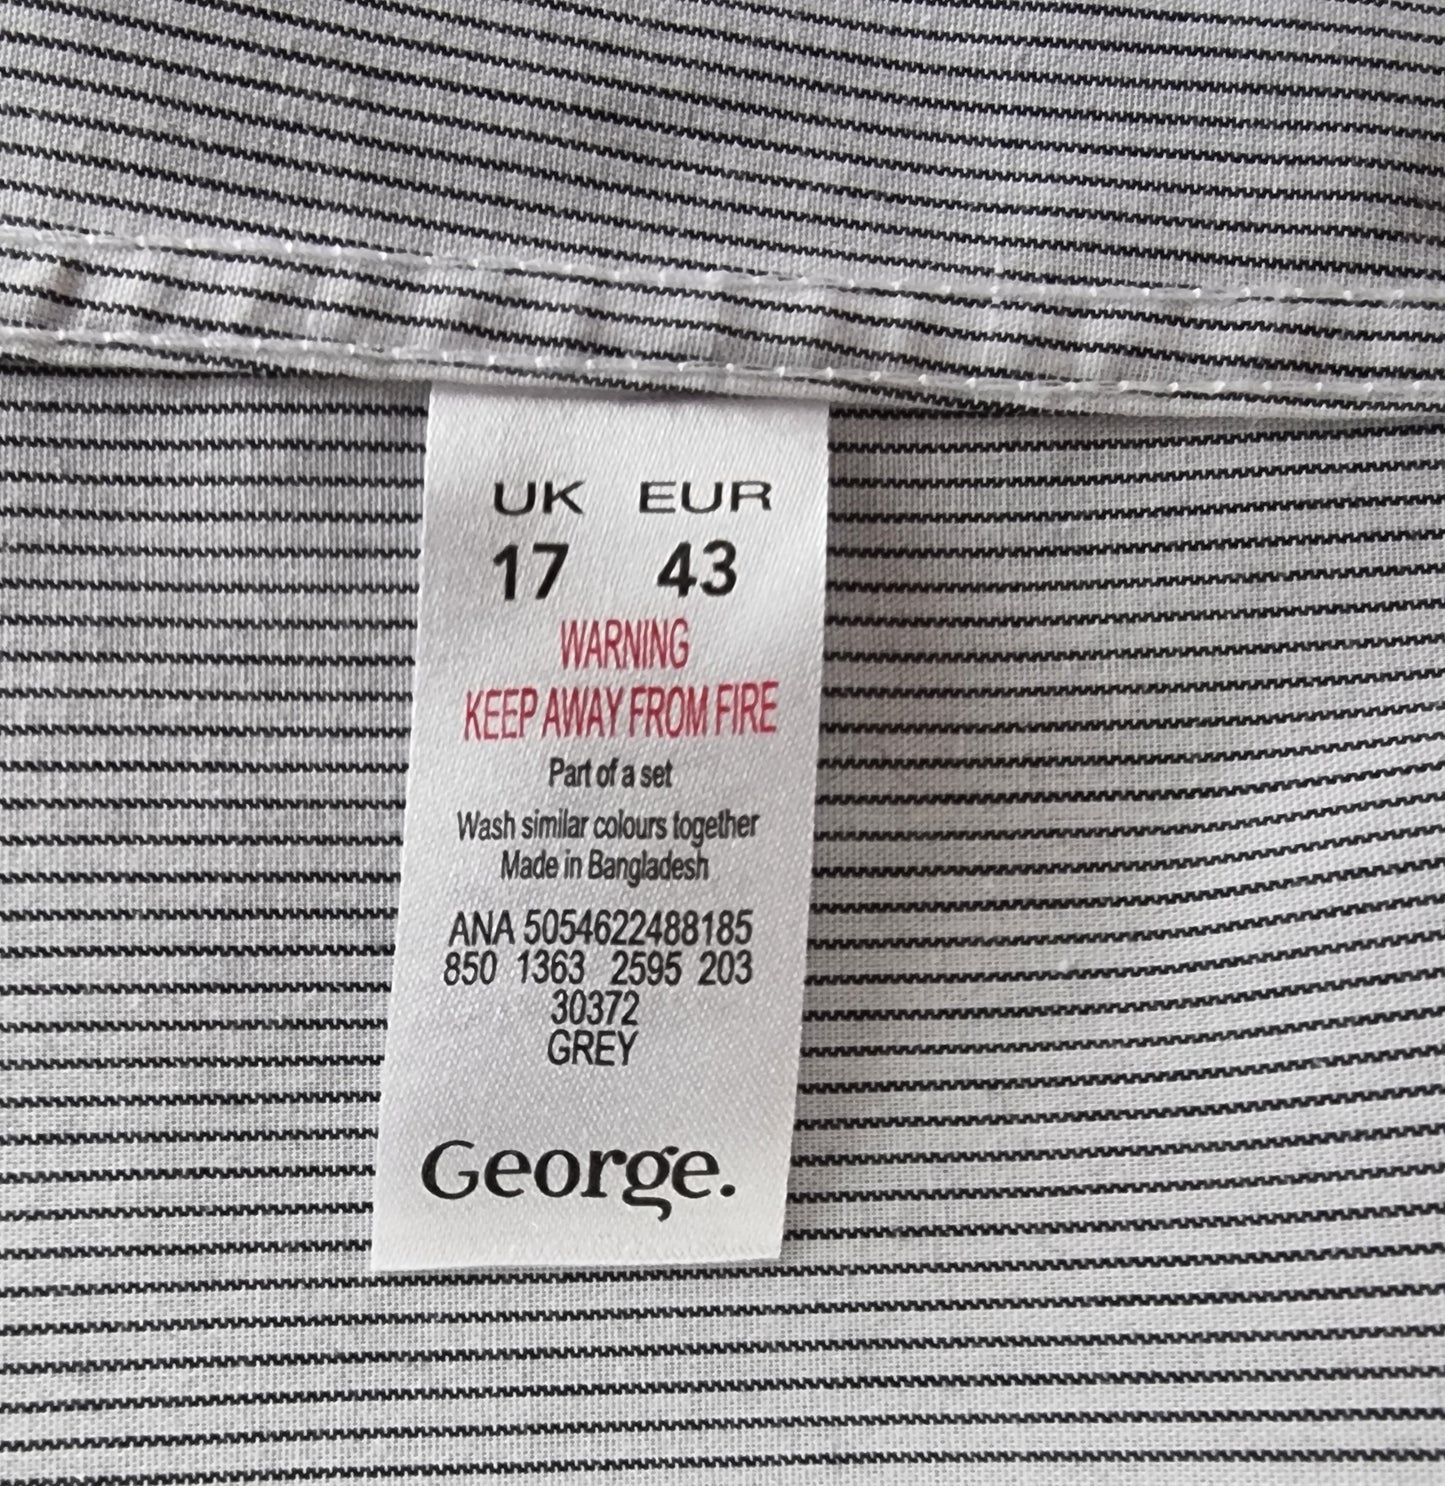 UK EUR
17 43
WARNING
KEEP AWAY FROM FIRE
Part of a set
Wash similar colours together
Made in Bangladesh
ANA 5054622488185
850 1363 2595 203
30372
GREY
George.